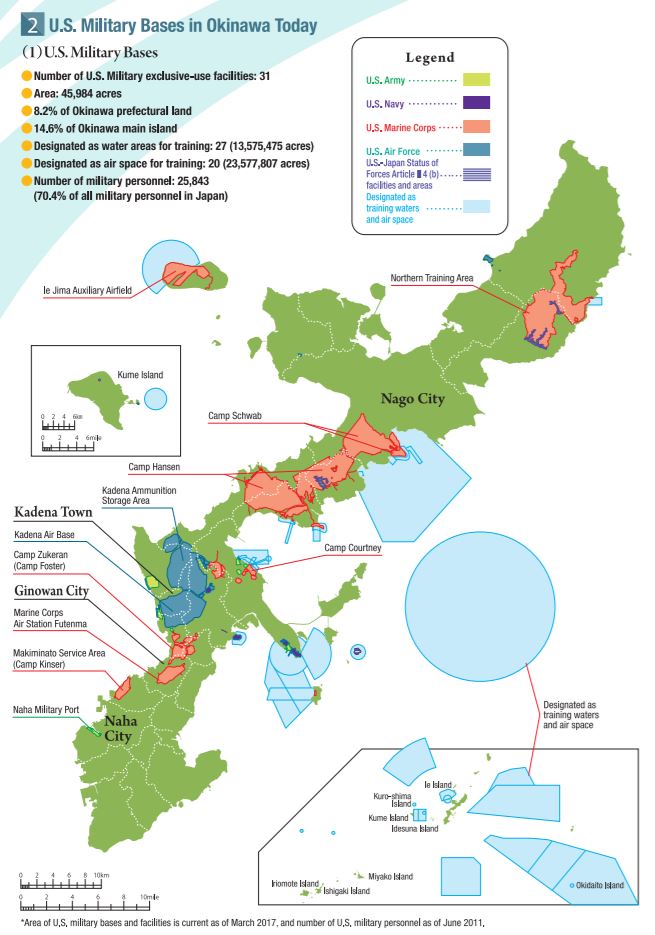 2 U.S. Military Bases in Okinawa Today
(1) U.S. Military Bases
Number of U.S. Military exclusive-use facilities: 31
Area: 45,984 acres
8.2% of Okinawa prefectural land
14.6% of Okinawa main island
Designated as water areas for training: 27 (13,575,475 acres)
Designated as air space for training: 20 (23,577,807 acres)
Number of military personnel: 25,843
(70.4% of all military personnel in Japan)
Legend
U.S. Army
U.S. Navy
U.S. Marine Corps
U.S. Air Force
U.S.-Japan Status of
Forces Article Ⅱ 4 (b)
facilities and areas
Designated as
training waters
and air space
Ie Jima Auxiliary Airfield
Northern Training Area
Kume Island
0 2 4 6km
0 2 4 6mile
Nago City
Camp Schwab
Camp Hansen
Kadena Ammunition
Storage Area
Kadena Town
Kadena Air Base
Camp Zukeran
(Camp Foster)
Camp Courtney
Ginowan City
Marine Corps
Air Station Futenma
Makiminato Service Area
(Camp Kinser)
Naha Military Port
Naha
City
Designated as
training waters
and air space
Ie Island
Kuro-shima
Island
Kume Island
Idesuna Island
Miyako Island
Iriomote Island
Ishigaki Island
Okidaito Island
0 2 4 6 8 10km
0 2 4 6 10mile
*Area of U.S. military bases and facilities is current as of March 2017, and number of U.S. military personnel as of June 2011.